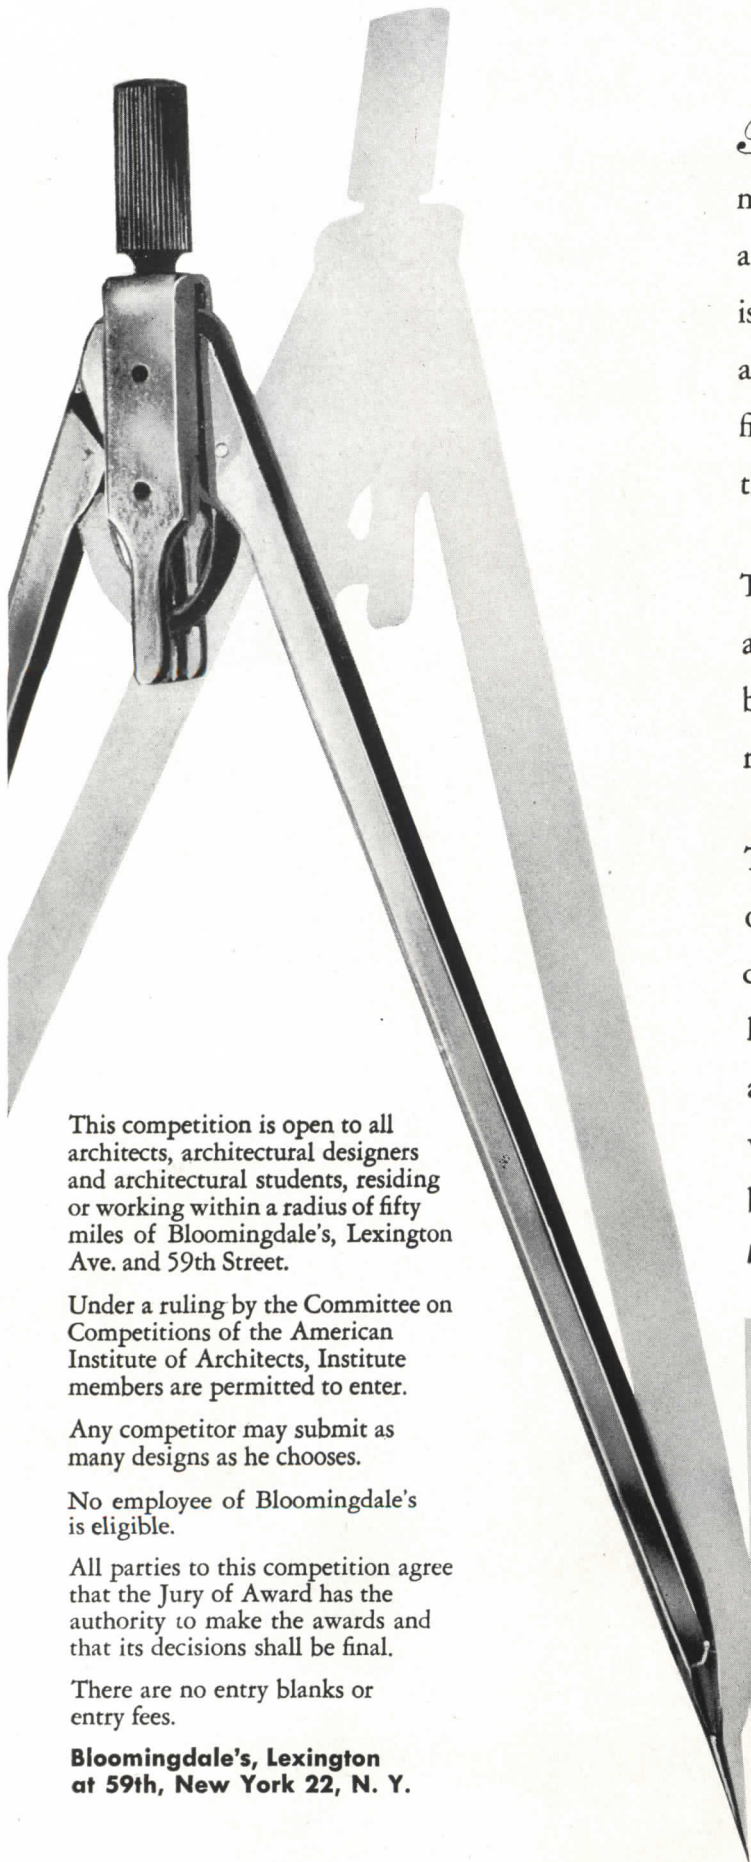 This competition is open to all
architects, architectural designers
and architectural students, residing
or working within a radius of fifty
miles of Bloomingdale's, Lexington
Ave. and 59th Street.
Under a ruling by the Committee on
Competitions of the American
Institute of Architects, Institute
members are permitted to enter.
Any competitor may submit as
many designs as he chooses.
No employee of Bloomingdale's
is eligible.
All parties to this competition agree
that the Jury of Award has the
authority to make the awards and
that its decisions shall be final.
There are no entry blanks or
entry fees.
Bloomingdale's, Lexington
at 59th, New York 22, N. Y.